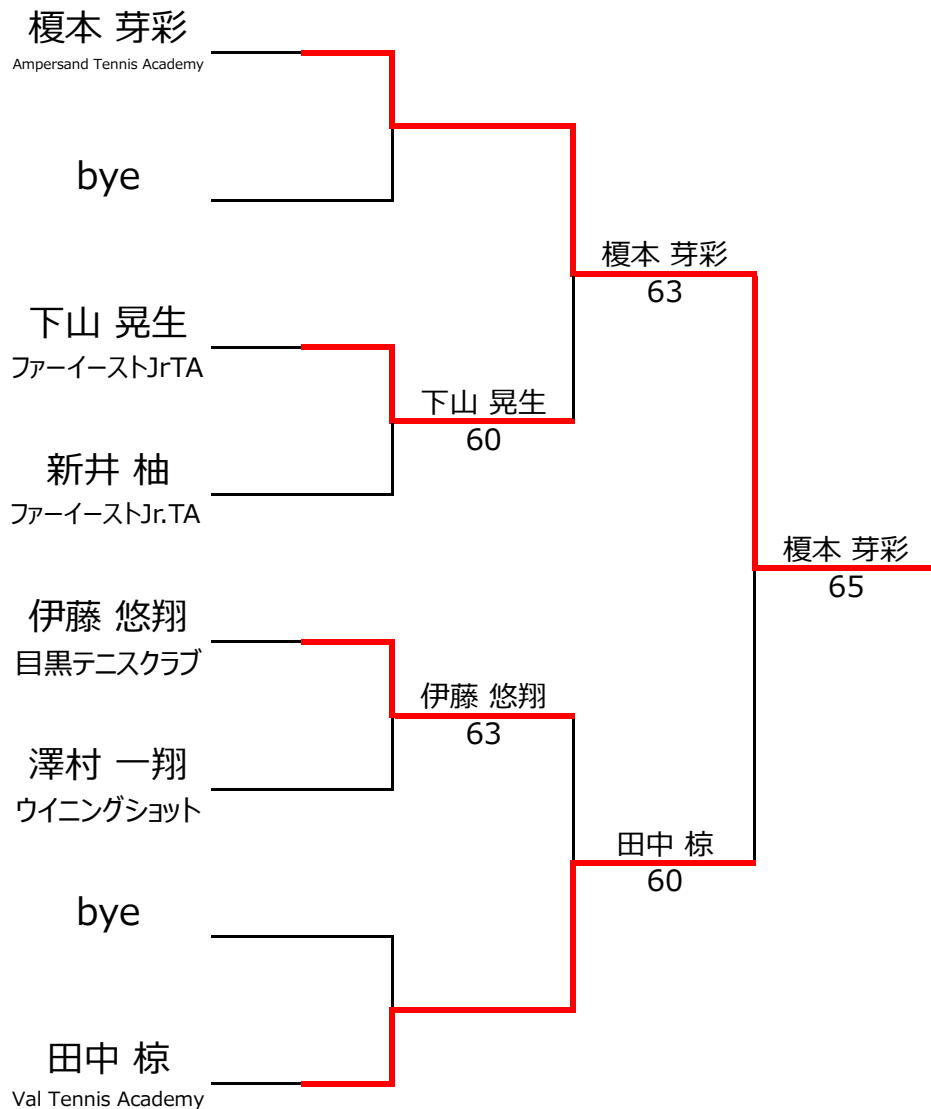 榎本 芽彩
Ampersand Tennis Academy
bye
榎本 芽彩
63
下山 晃生
ファーイーストJrTA
下山 晃生
60
新井 柚
ファーイーストJr.TA
榎本 芽彩
65
伊藤 悠翔
目黒テニスクラブ
伊藤 悠翔
63
澤村 一翔
ウイニングショット
田中 椋
60
bye
田中 椋
Val Tennis Academy